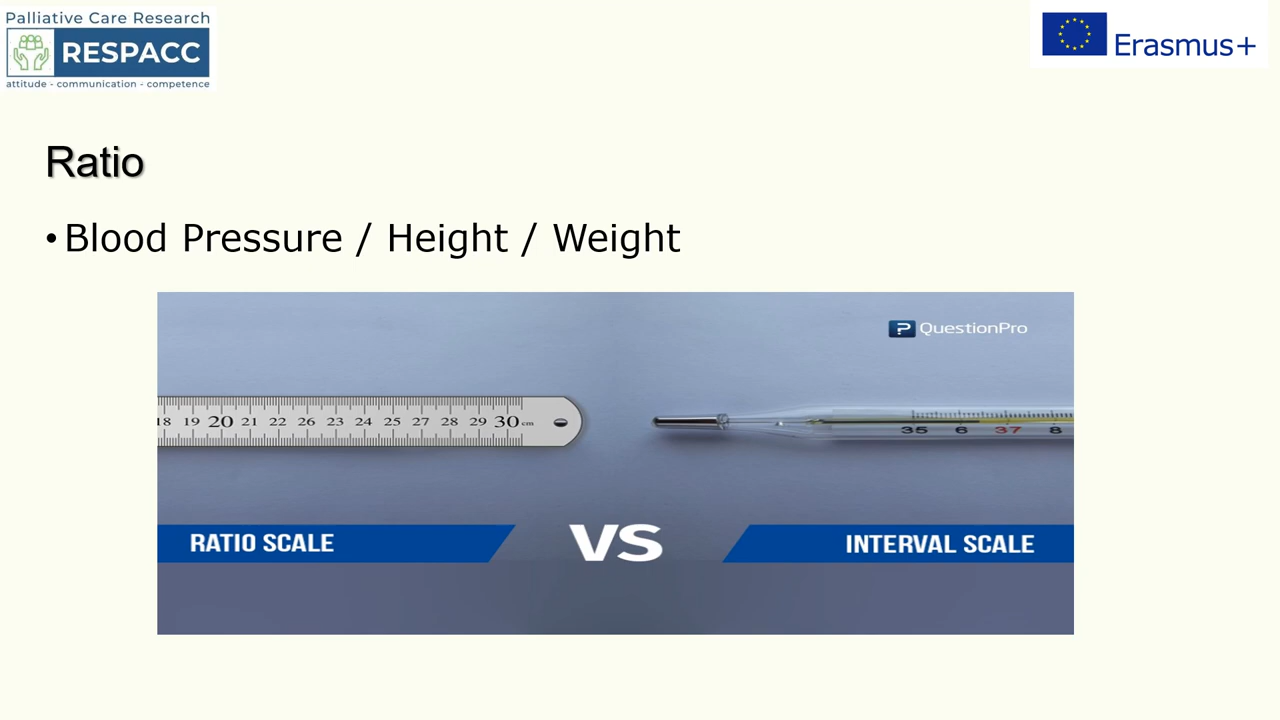 Palliative Care Research
RESPACC
attitude - communication - competence
Erasmus+
Ratio
• Blood Pressure / Height / Weight
QuestionPro
18 19 20 21 22 26 23 24 25 27 28 29 30 cm
35 6 37 8
RATIO SCALE
VS
INTERVAL SCALE